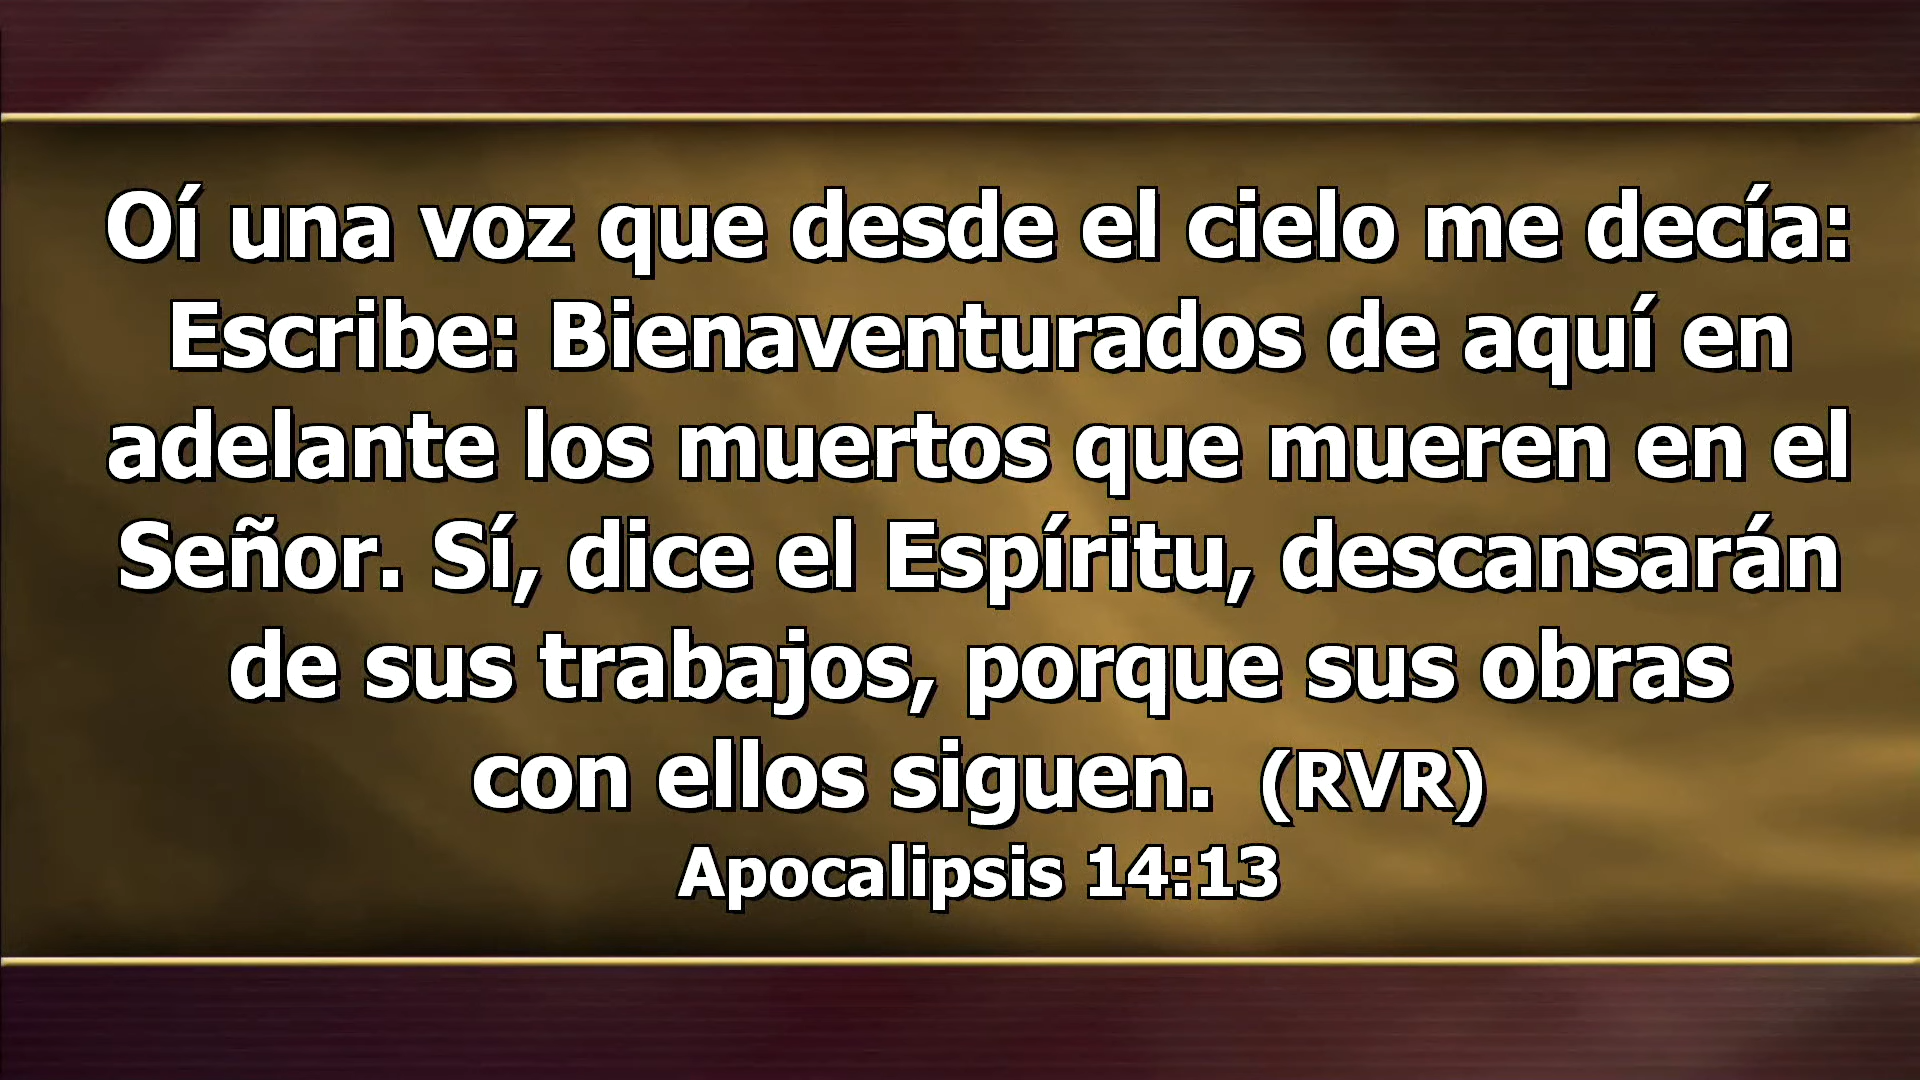 Oí una voz que desde el cielo me decía:
Escribe: Bienaventurados de aquí en
adelante los muertos que mueren en el
Señor. Sí, dice el Espíritu, descansarán
de sus trabajos, porque sus obras
con ellos siguen. (RVR)
Apocalipsis 14:13